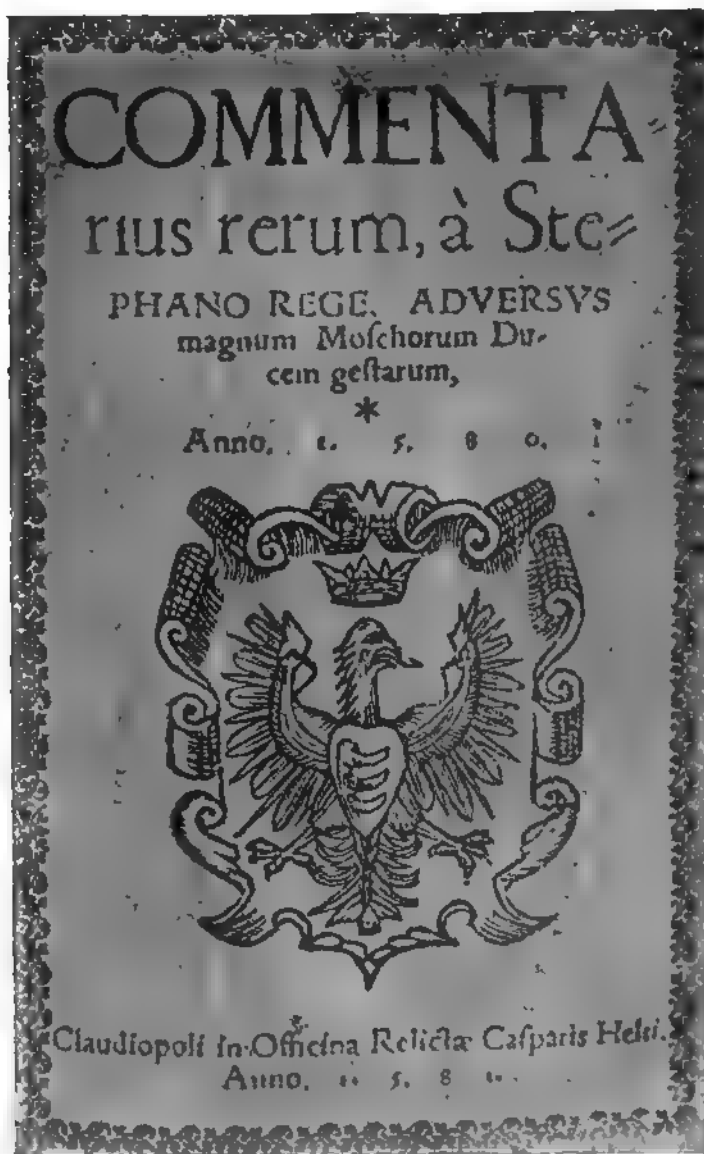 COMMENTA⸗
rius rerum, à Ste⸗
PHANO REGE. ADVERSVS
magnum Moſchorum Du⸗
cem geſtarum,
*
Anno. 1. 5. 8 0.
Claudiopoli in Officina Relictæ Caſparis Helti.
Anno. 1. 5. 8 1.